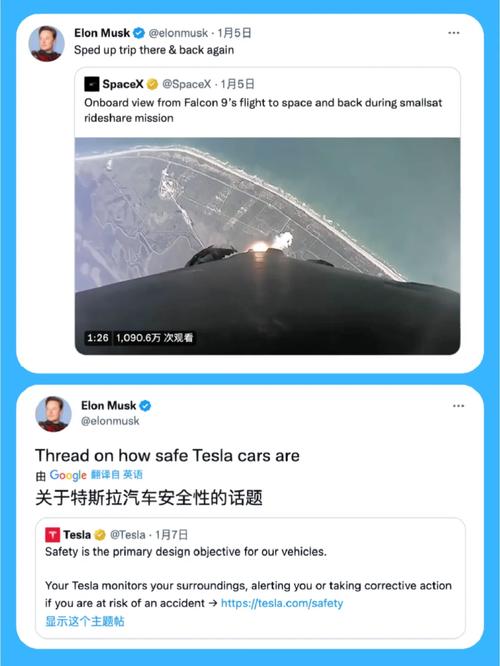 Elon Musk @elonmusk · 1月5日
Sped up trip there & back again
SpaceX @SpaceX · 1月5日
Onboard view from Falcon 9's flight to space and back during smallsat
rideshare mission
1:26 1,090.6万 次观看
Elon Musk
@elonmusk
Thread on how safe Tesla cars are
由 Google 翻译自 英语
关于特斯拉汽车安全性的话题
Tesla @Tesla · 1月7日
Safety is the primary design objective for our vehicles.
Your Tesla monitors your surroundings, alerting you or taking corrective action
if you are at risk of an accident → https://tesla.com/safety
显示这个主题帖